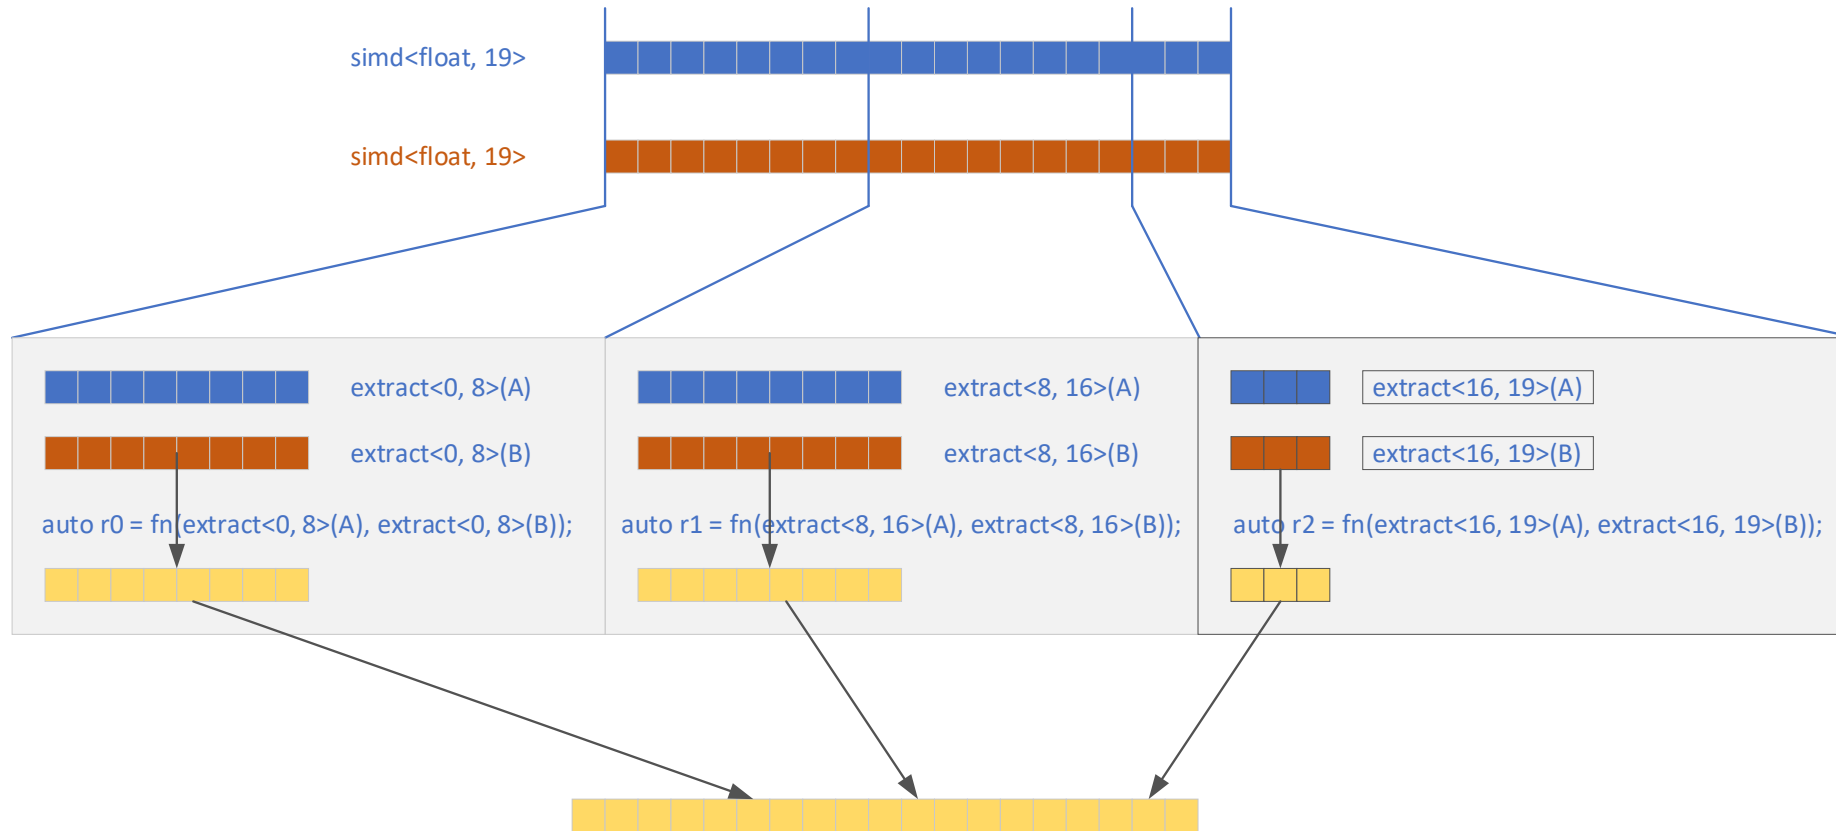 simd<float, 19>
simd<float, 19>
extract<0, 8>(A)
extract<8, 16>(A)
extract<16, 19>(A)
extract<0, 8>(B)
extract<8, 16>(B)
extract<16, 19>(B)
auto r0 = fn(extract<0, 8>(A), extract<0, 8>(B));
auto r1 = fn(extract<8, 16>(A), extract<8, 16>(B));
auto r2 = fn(extract<16, 19>(A), extract<16, 19>(B));